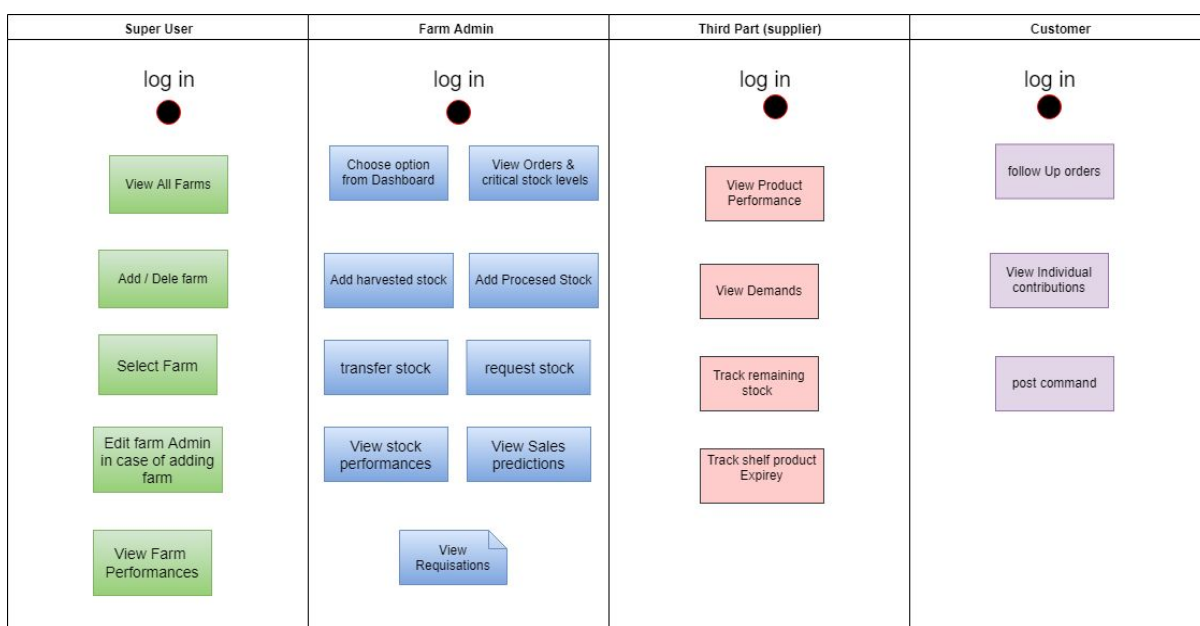 Super User
Farm Admin
Third Part (supplier)
Customer
log in
log in
log in
log in
View All Farms
Add / Dele farm
Select Farm
Edit farm Admin
in case of adding
farm
View Farm
Performances
Choose option
from Dashboard
View Orders &
critical stock levels
Add harvested stock
Add Procesed Stock
transfer stock
request stock
View stock
performances
View Sales
predictions
View
Requisations
View Product
Performance
View Demands
Track remaining
stock
Track shelf product
Expirey
follow Up orders
View Individual
contributions
post command